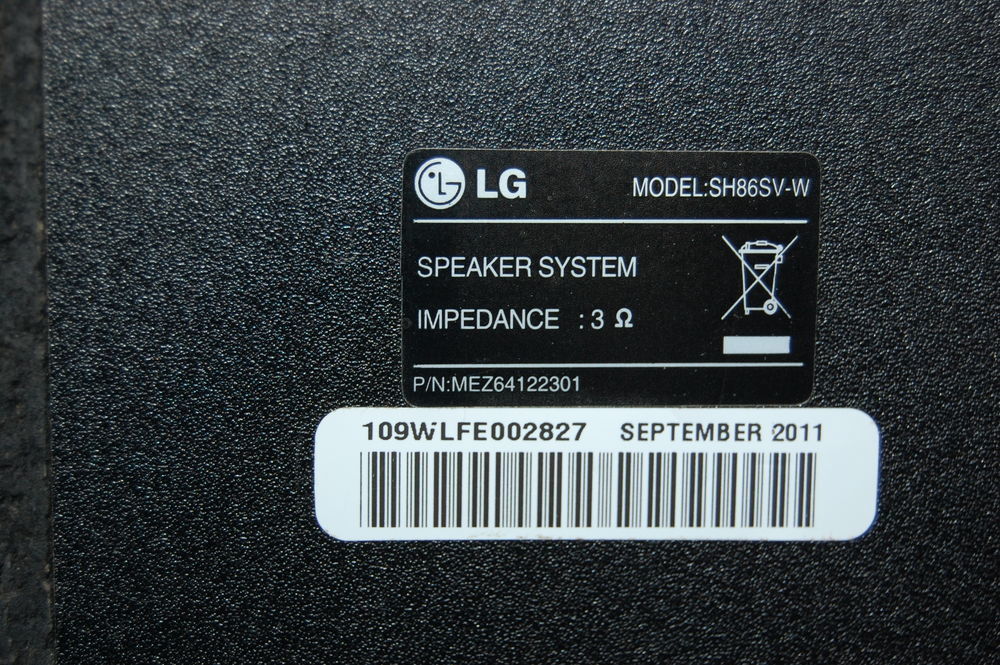 LG MODEL:SH86SV-W
SPEAKER SYSTEM
IMPEDANCE : 3 Ω
P/N:MEZ64122301
109WLFE002827 SEPTEMBER 2011